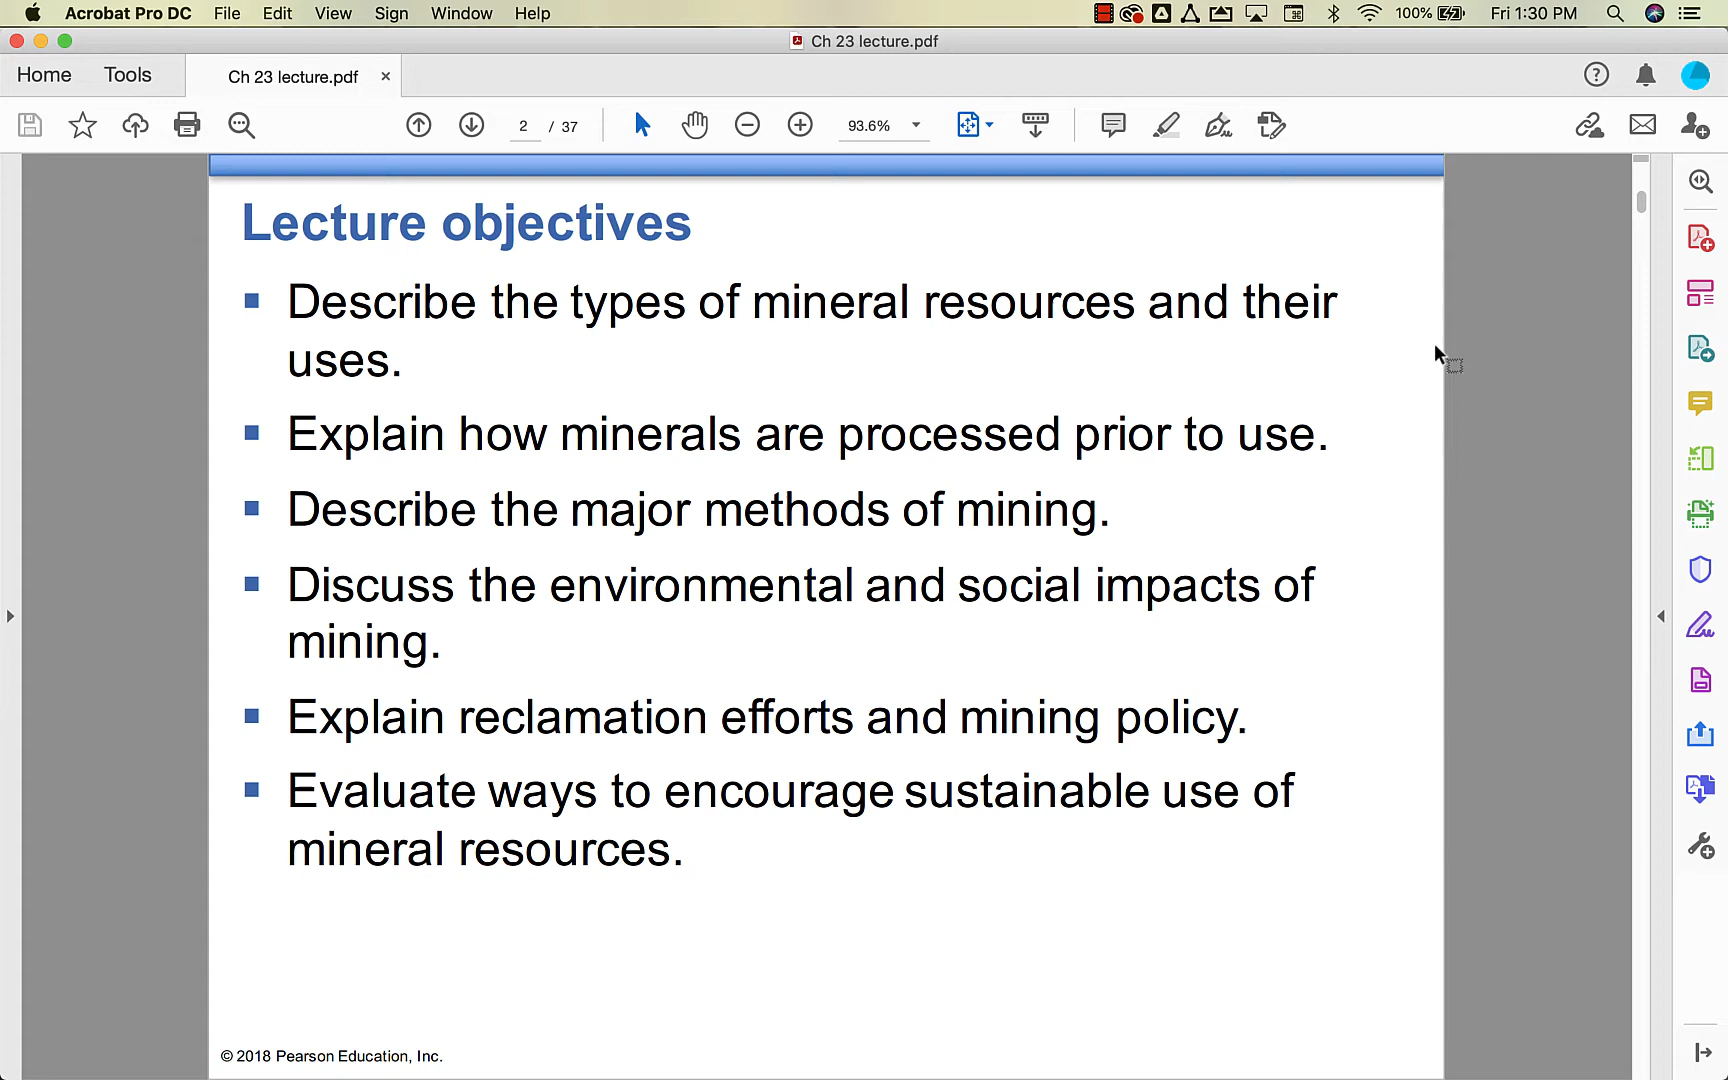 Acrobat Pro DC File Edit View Sign Window Help 100% Fri 1:30 PM
Ch 23 lecture.pdf
Home Tools Ch 23 lecture.pdf ×
2 / 37 93.6%
Lecture objectives
Describe the types of mineral resources and their
uses.
Explain how minerals are processed prior to use.
Describe the major methods of mining.
Discuss the environmental and social impacts of
mining.
Explain reclamation efforts and mining policy.
Evaluate ways to encourage sustainable use of
mineral resources.
© 2018 Pearson Education, Inc.